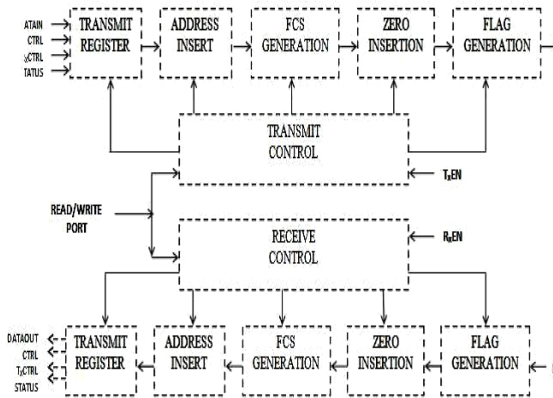 ATAIN
CTRL
χCTRL
TATUS
TRANSMIT
REGISTER
ADDRESS
INSERT
FCS
GENERATION
ZERO
INSERTION
FLAG
GENERATION
TRANSMIT
CONTROL
TXEN
READ/WRITE
PORT
RECEIVE
CONTROL
RXEN
DATAOUT
CTRL
TXCTRL
STATUS
TRANSMIT
REGISTER
ADDRESS
INSERT
FCS
GENERATION
ZERO
INSERTION
FLAG
GENERATION